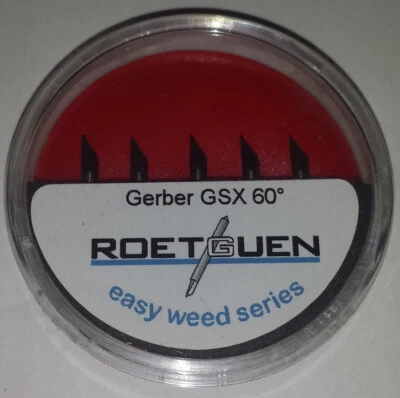 Gerber GSX 60°
ROETGUEN
easy weed series